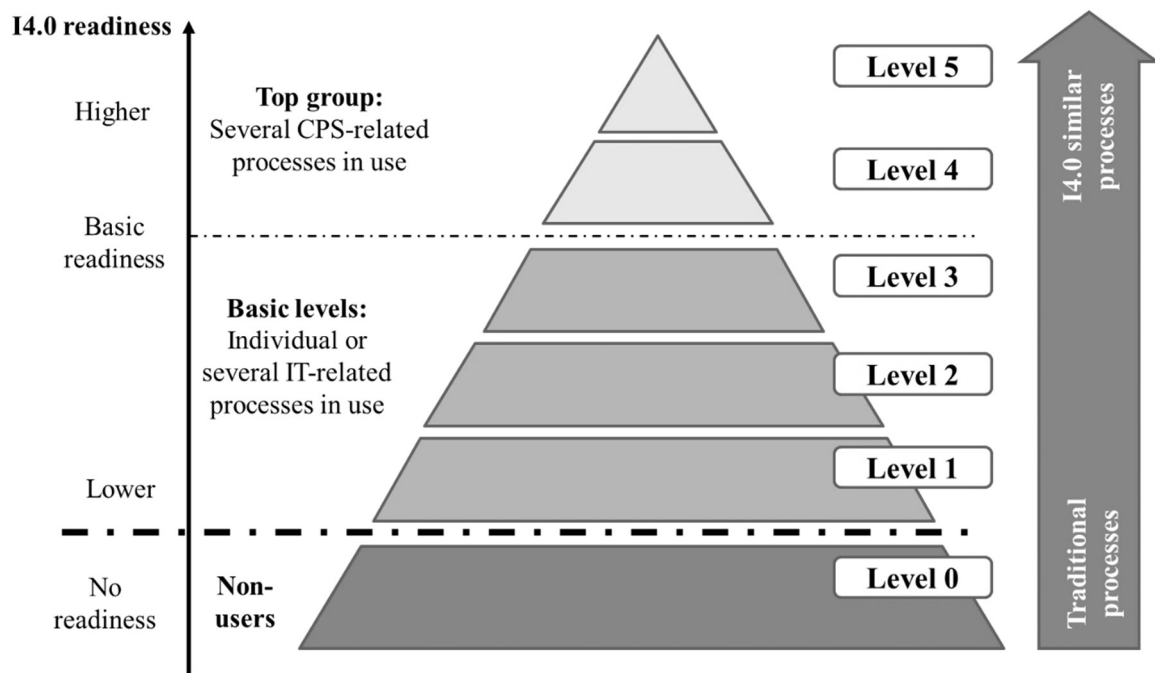 I4.0 readiness
Higher
Basic
readiness
Lower
No
readiness
Top group:
Several CPS-related
processes in use
Basic levels:
Individual or
several IT-related
processes in use
Non-
users
Level 5
Level 4
Level 3
Level 2
Level 1
Level 0
I4.0 similar
processes
Traditional
processes